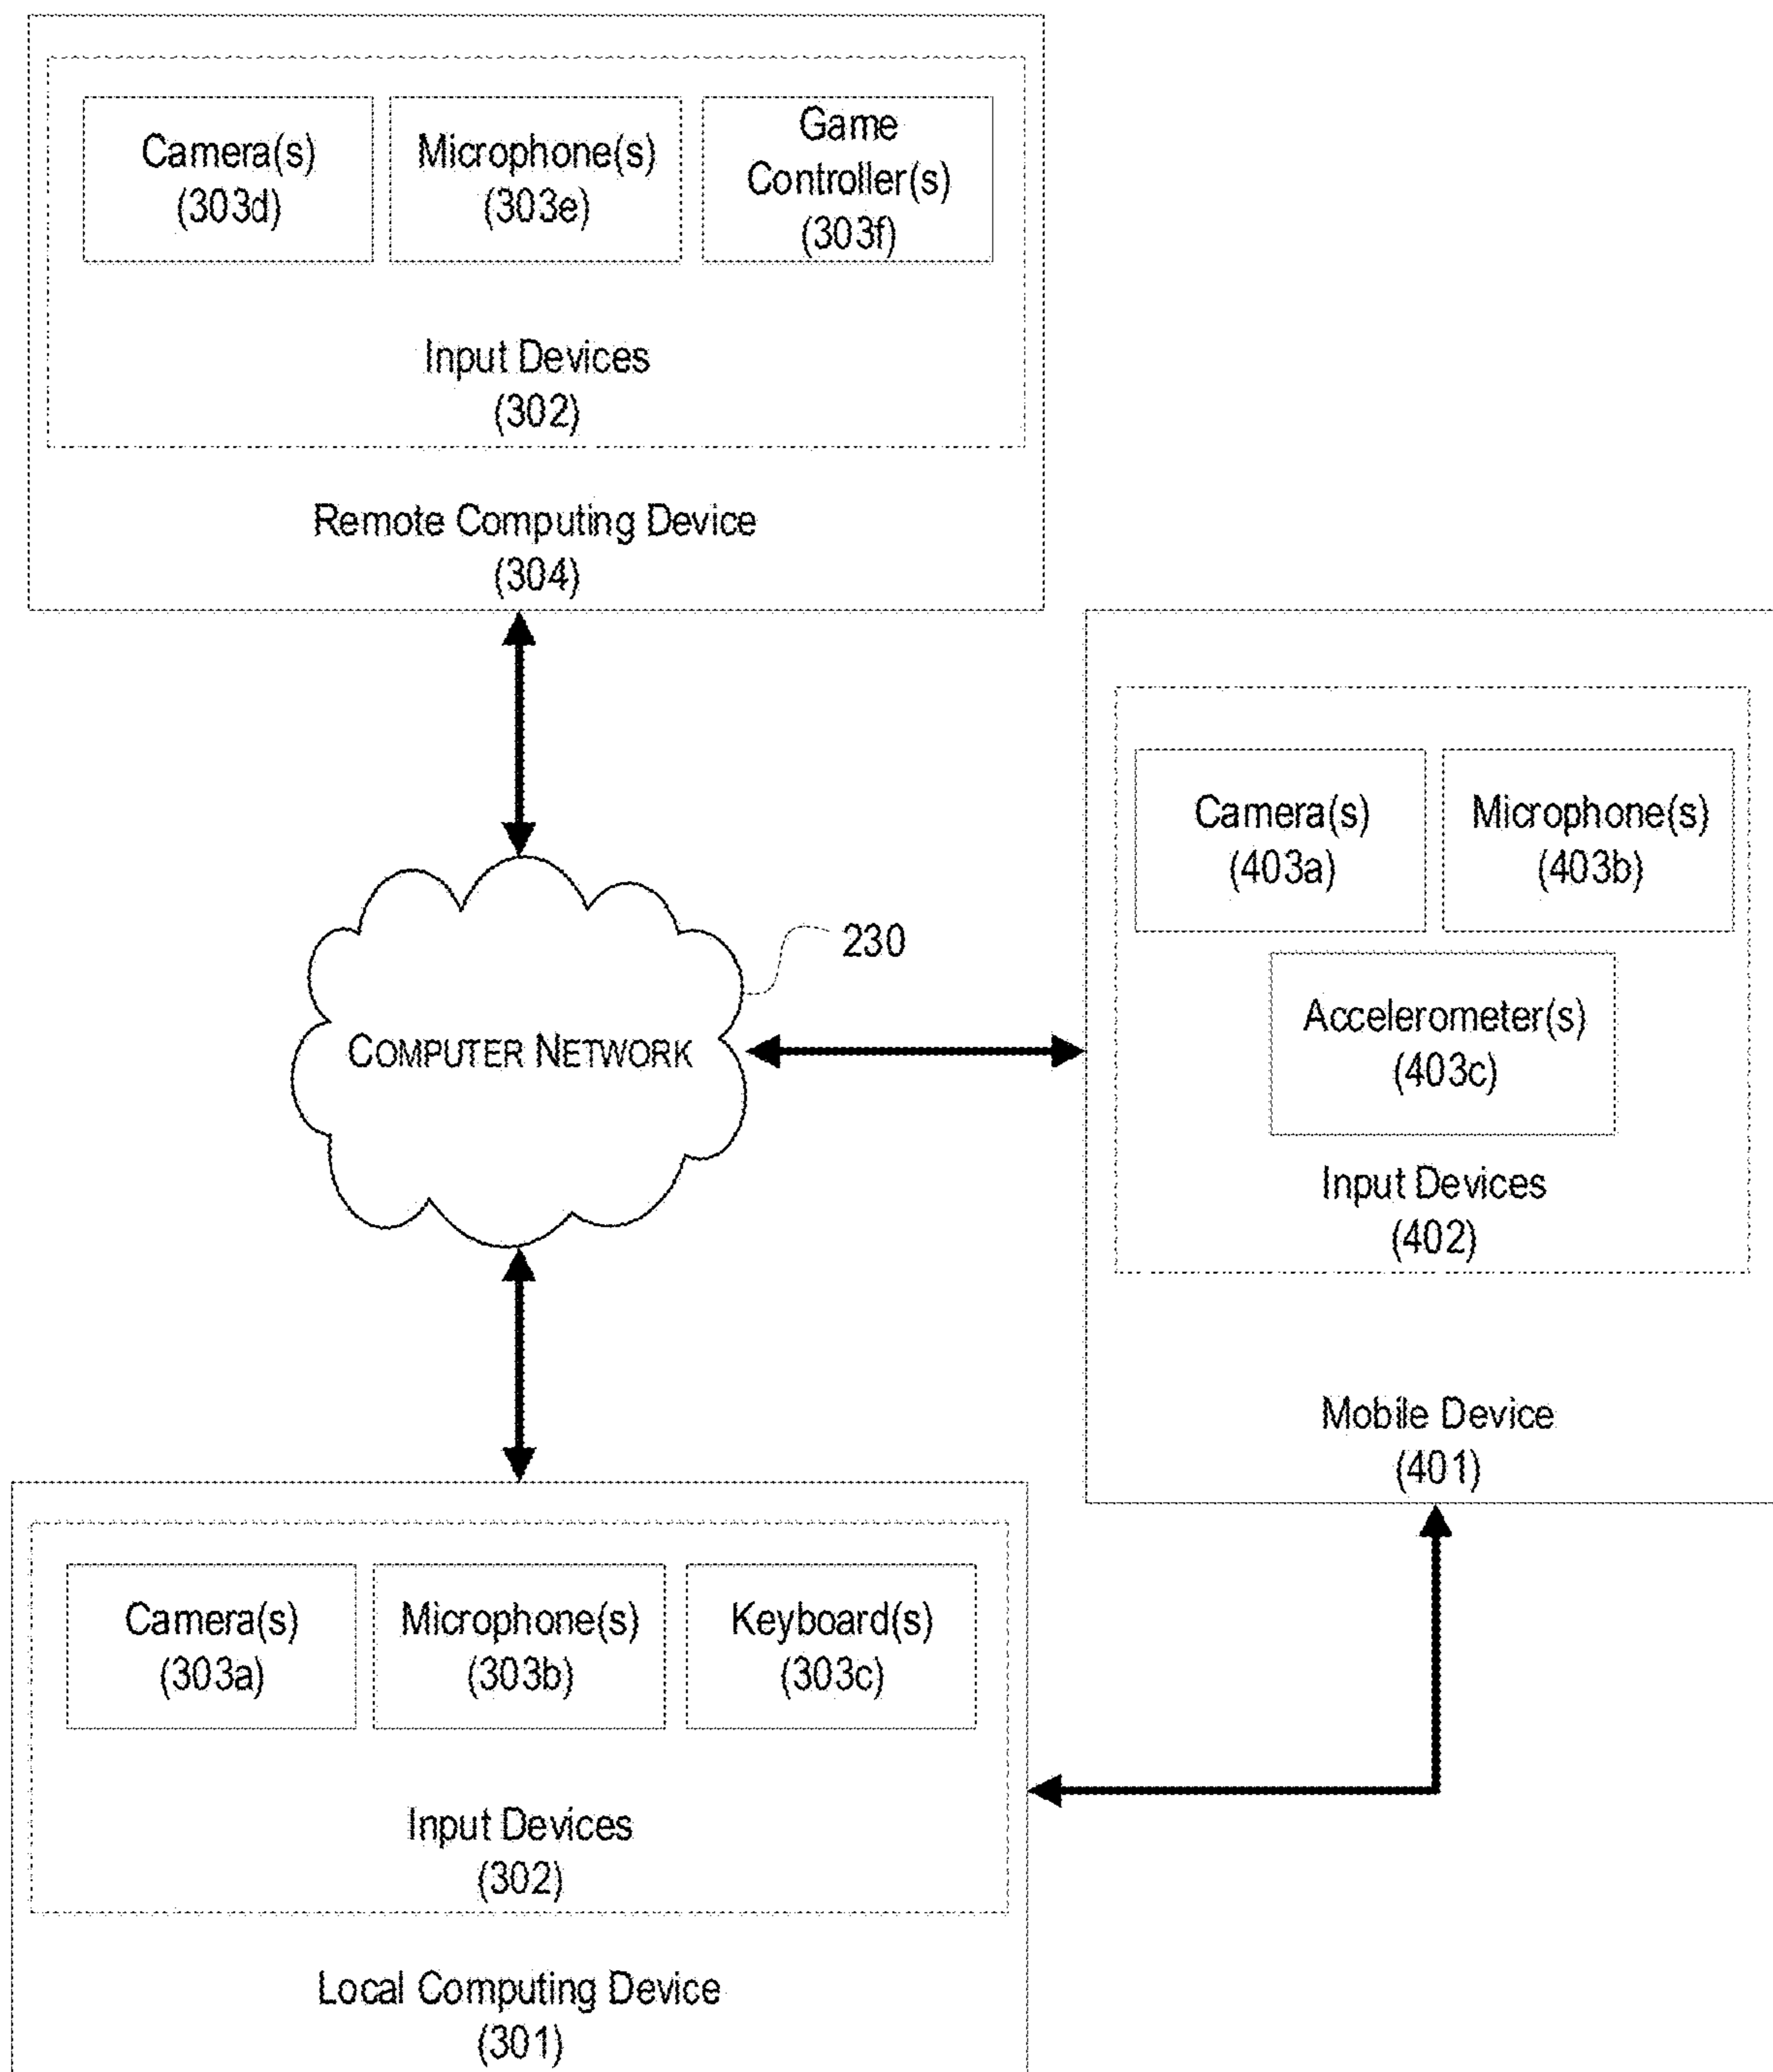 Camera(s)
(303d)
Microphone(s)
(303e)
Game
Controller(s)
(303f)
Input Devices
(302)
Remote Computing Device
(304)
Camera(s)
(403a)
Microphone(s)
(403b)
Accelerometer(s)
(403c)
Input Devices
(402)
Mobile Device
(401)
230
COMPUTER NETWORK
Camera(s)
(303a)
Microphone(s)
(303b)
Keyboard(s)
(303c)
Input Devices
(302)
Local Computing Device
(301)